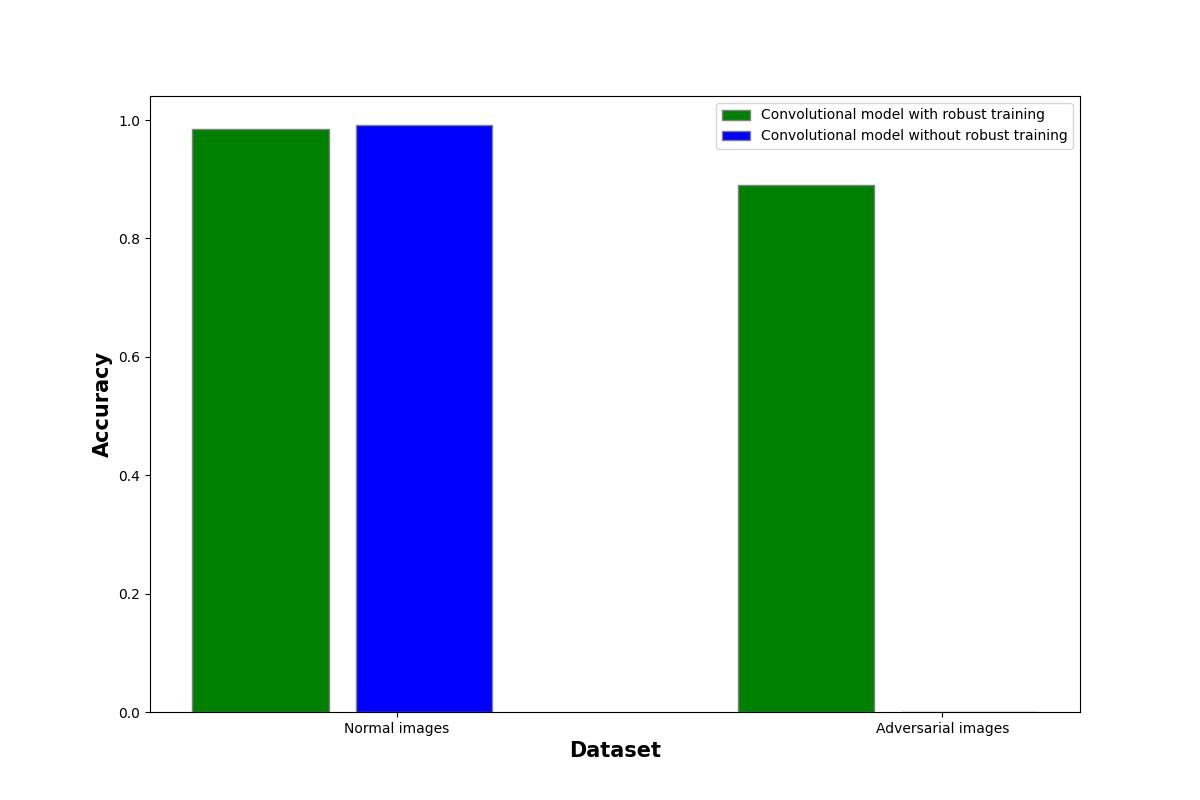 Convolutional model with robust training
Convolutional model without robust training
1.0
0.8
0.6
0.4
0.2
0.0
Accuracy
Normal images
Adversarial images
Dataset